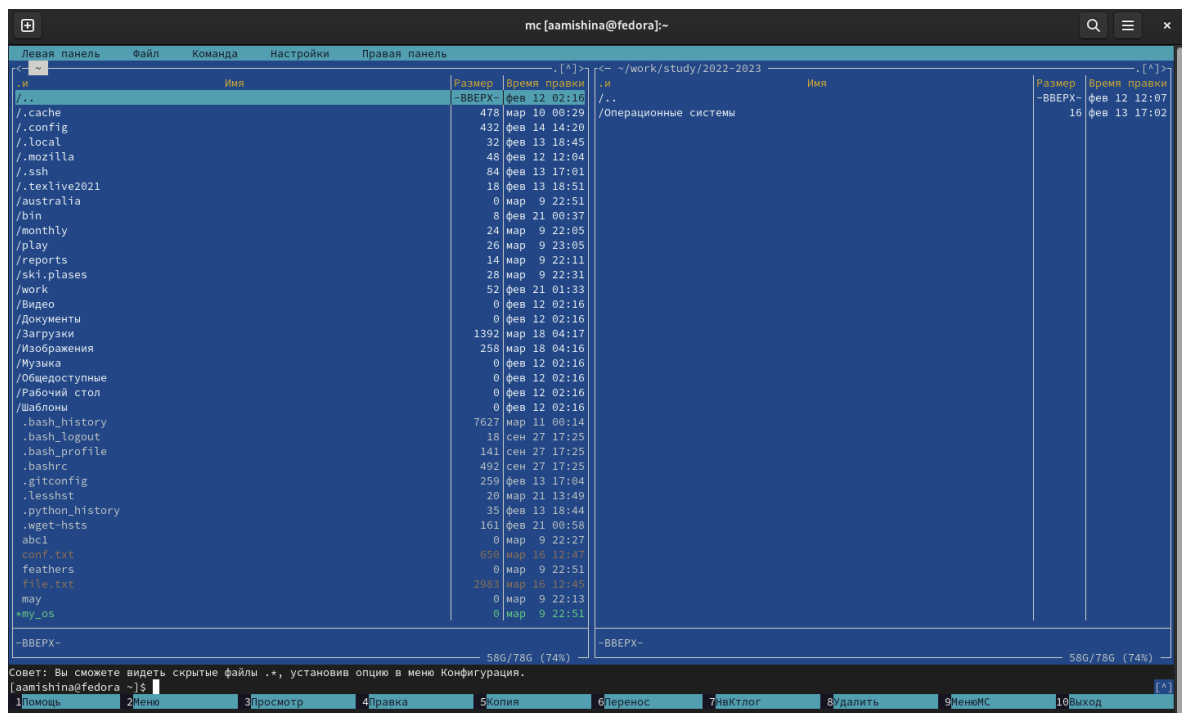 mc [aamishina@fedora]:~
Левая панель Файл Команда Настройки Правая панель
<— ~ .[^]>
.и Имя Размер Время правки
/.. -ВВЕРХ- фев 12 02:16
/.cache 478 мар 10 00:29
/.config 432 фев 14 14:20
/.local 32 фев 13 18:45
/.mozilla 48 фев 12 12:04
/.ssh 84 фев 13 17:01
/.texlive2021 18 фев 13 18:51
/australia 0 мар 9 22:51
/bin 8 фев 21 00:37
/monthly 24 мар 9 22:05
/play 26 мар 9 23:05
/reports 14 мар 9 22:11
/ski.plases 28 мар 9 22:31
/work 52 фев 21 01:33
/Видео 0 фев 12 02:16
/Документы 0 фев 12 02:16
/Загрузки 1392 мар 18 04:17
/Изображения 258 мар 18 04:16
/Музыка 0 фев 12 02:16
/Общедоступные 0 фев 12 02:16
/Рабочий стол 0 фев 12 02:16
/Шаблоны 0 фев 12 02:16
.bash_history 7627 мар 11 00:14
.bash_logout 18 сен 27 17:25
.bash_profile 141 сен 27 17:25
.bashrc 492 сен 27 17:25
.gitconfig 259 фев 13 17:04
.lesshst 20 мар 21 13:49
.python_history 35 фев 13 18:44
.wget-hsts 161 фев 21 00:58
abc1 0 мар 9 22:27
conf.txt 650 мар 16 12:47
feathers 0 мар 9 22:51
file.txt 2983 мар 16 12:45
may 0 мар 9 22:13
*my_os 0 мар 9 22:51
-ВВЕРХ-
58G/78G (74%)
<— ~/work/study/2022-2023 .[^]>
.и Имя Размер Время правки
/.. -ВВЕРХ- фев 12 12:07
/Операционные системы 16 фев 13 17:02
-ВВЕРХ-
58G/78G (74%)
Совет: Вы сможете видеть скрытые файлы .*, установив опцию в меню Конфигурация.
[aamishina@fedora ~]$ [^]
1Помощь 2Меню 3Просмотр 4Правка 5Копия 6Перенос 7НвКтлог 8Удалить 9МенюMC 10Выход